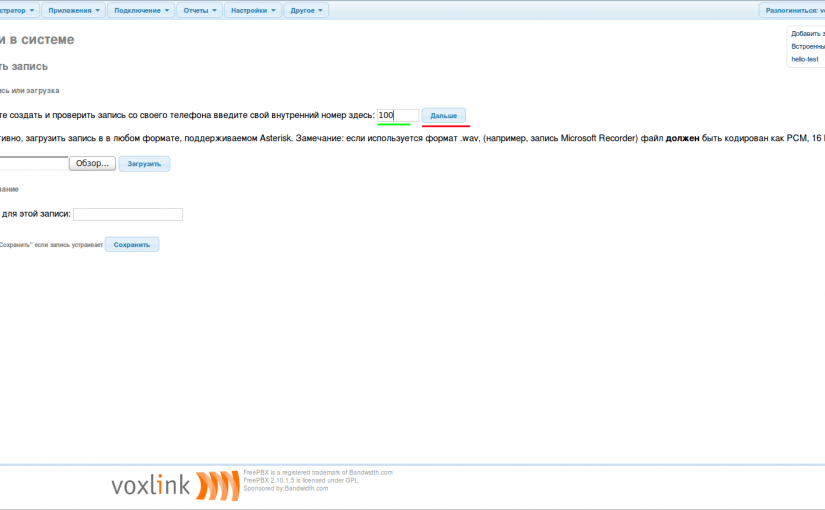 стратор Приложения Подключение Отчеты Настройки Другое Разлогиниться: v
и в системе
Добавить з
Встроенны
hello-test
ть запись
сь или загрузка
те создать и проверить запись со своего телефона введите свой внутренний номер здесь: 100 Дальше
тивно, загрузить запись в в любом формате, поддерживаемом Asterisk. Замечание: если используется формат .wav, (например, запись Microsoft Recorder) файл должен быть кодирован как PCM, 16 
Обзор... Загрузить
вание
для этой записи:
Сохранить" если запись устраивает Сохранить
voxlink
FreePBX is a registered trademark of Bandwidth.com
FreePBX 2.10.1.5 is licensed under GPL
Sponsored by:Bandwidth.com